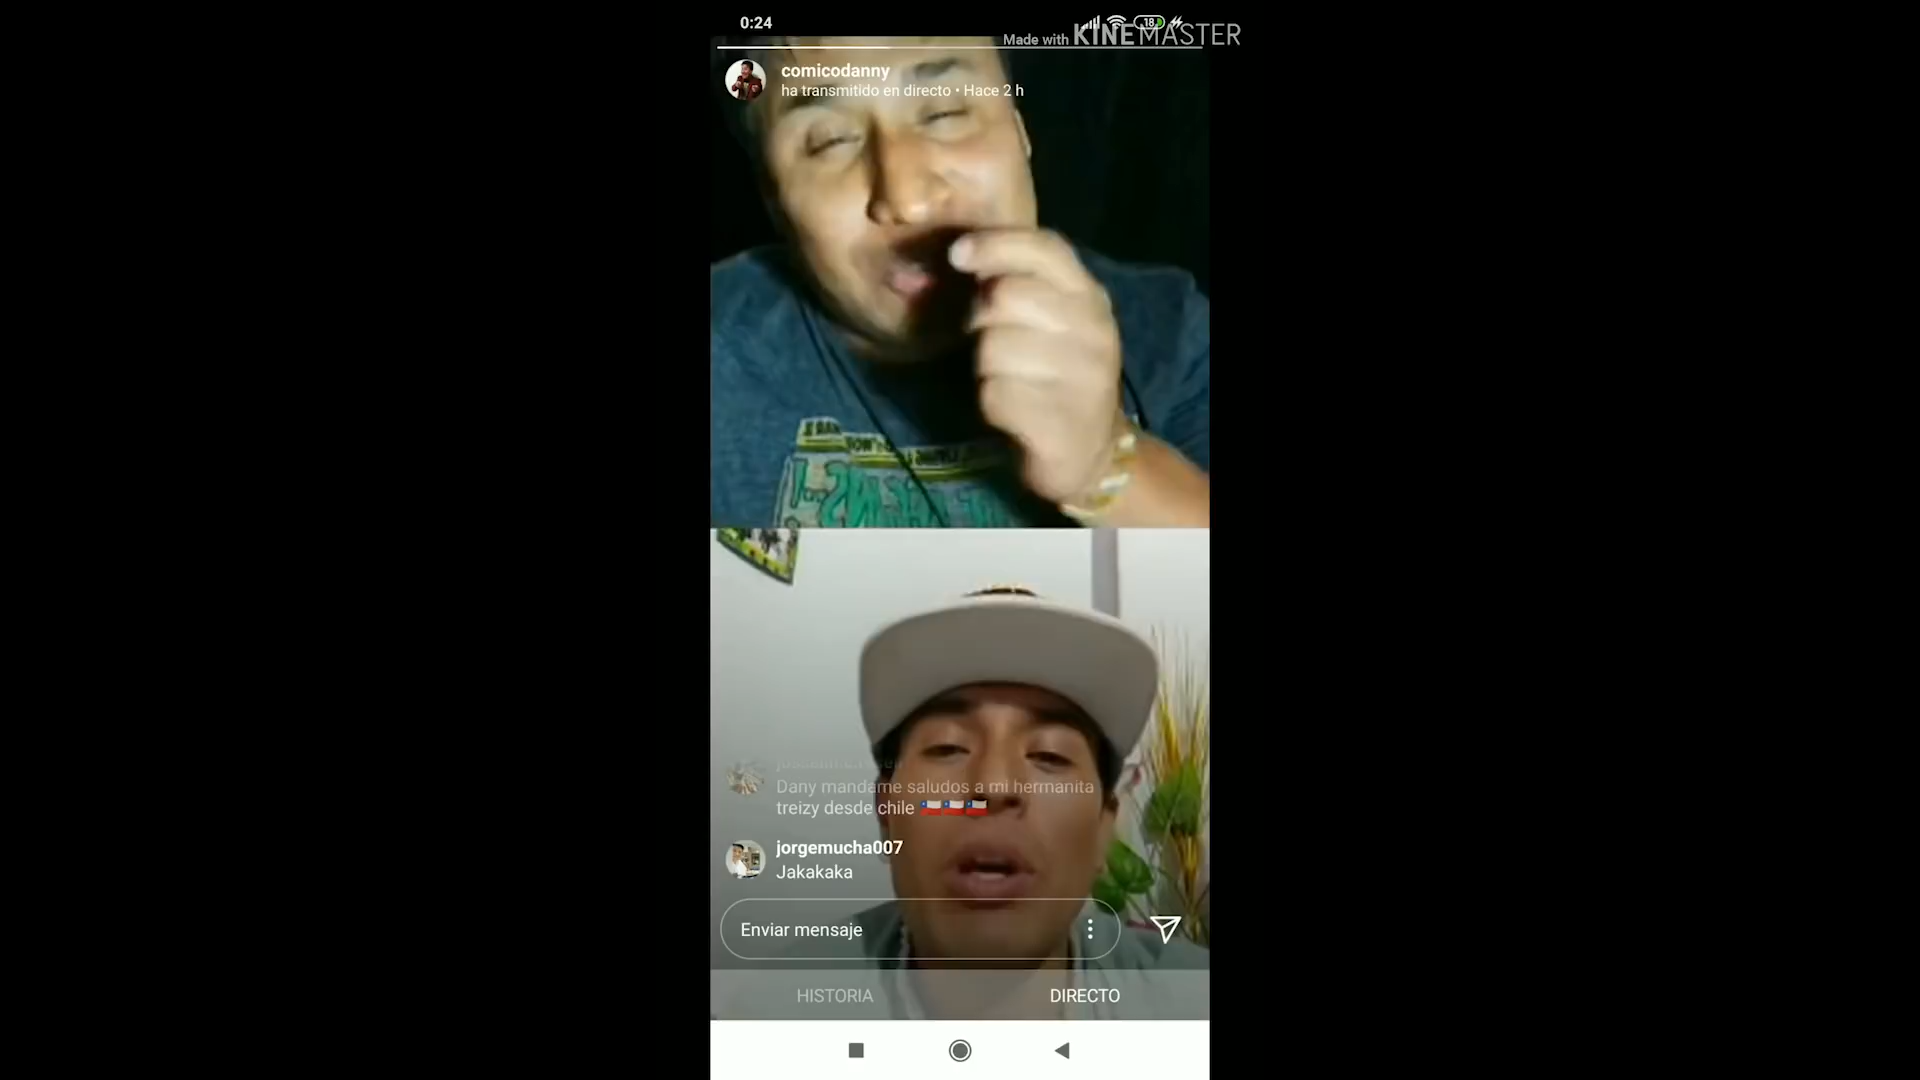 0:24
18
Made with KINEMASTER
comicodanny
ha transmitido en directo • Hace 2 h
Dany mandame saludos a mi hermanita
treizy desde chile 🇨🇱🇨🇱🇨🇱
jorgemucha007
Jakakaka
Enviar mensaje
HISTORIA
DIRECTO